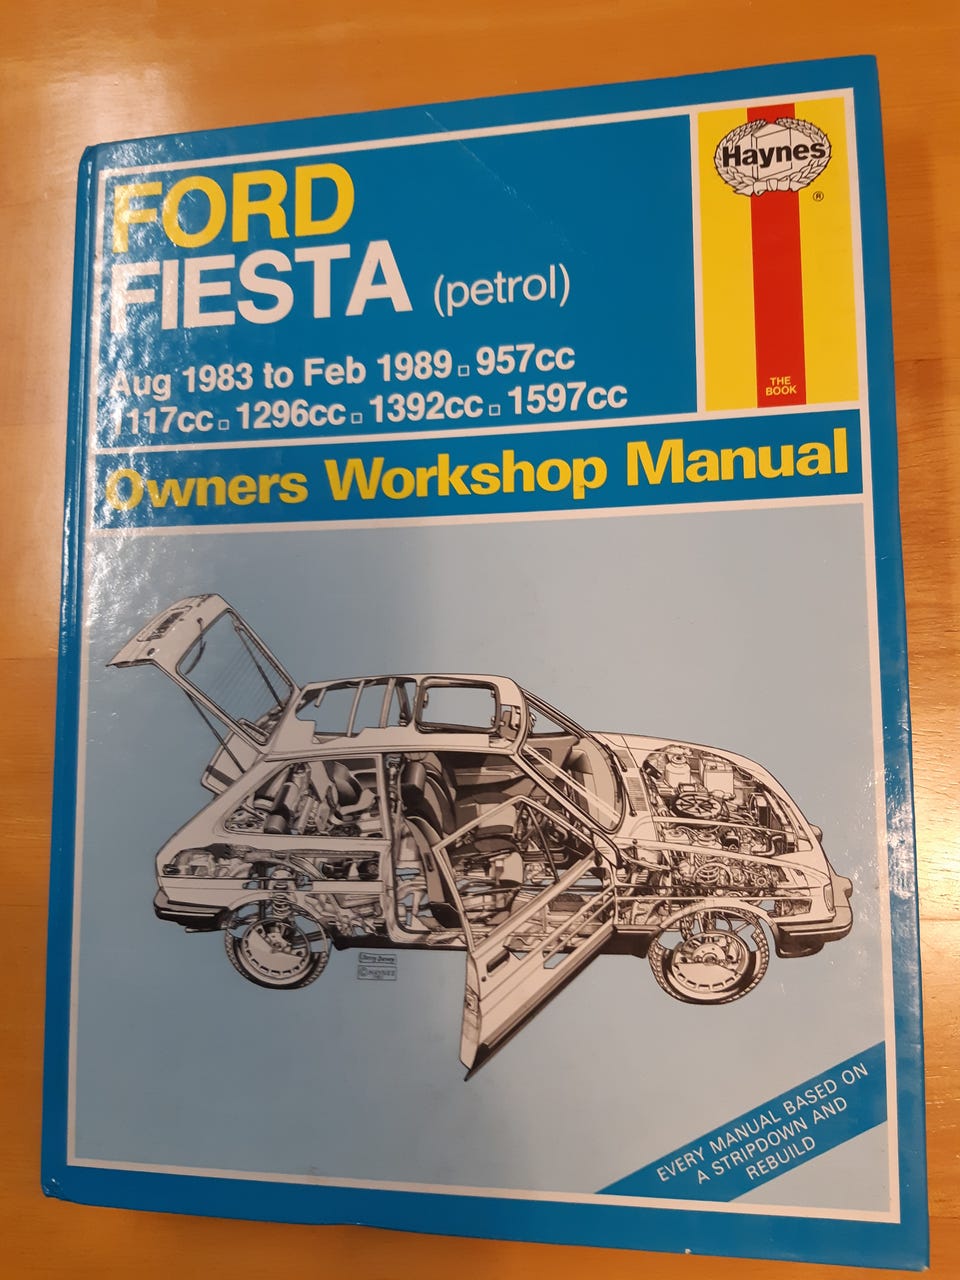 Haynes
®
FORD
FIESTA (petrol)
Aug 1983 to Feb 1989 □ 957cc
1117cc □ 1296cc □ 1392cc □ 1597cc
THE
BOOK
Owners Workshop Manual
© HAYNES
EVERY MANUAL BASED ON
A STRIPDOWN AND
REBUILD